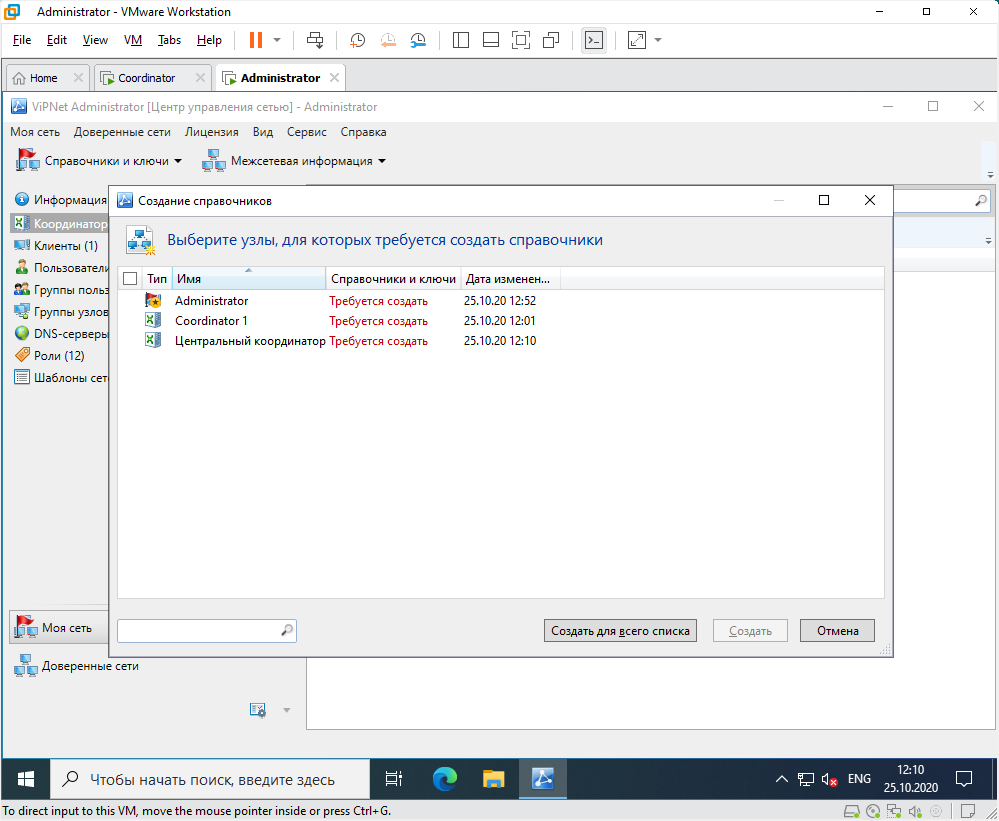 Administrator - VMware Workstation
File Edit View VM Tabs Help
Home Coordinator Administrator
ViPNet Administrator [Центр управления сетью] - Administrator
Моя сеть Доверенные сети Лицензия Вид Сервис Справка
Справочники и ключи Межсетевая информация
Информация
Координатор
Клиенты (1)
Пользователи
Группы польз
Группы узлов
DNS-серверы
Роли (12)
Шаблоны сет
Создание справочников
Выберите узлы, для которых требуется создать справочники
Тип Имя Справочники и ключи Дата изменен...
Administrator Требуется создать 25.10.20 12:52
Coordinator 1 Требуется создать 25.10.20 12:01
Центральный координатор Требуется создать 25.10.20 12:10
Создать для всего списка Создать Отмена
Моя сеть
Доверенные сети
Чтобы начать поиск, введите здесь
ENG
12:10
25.10.2020
To direct input to this VM, move the mouse pointer inside or press Ctrl+G.